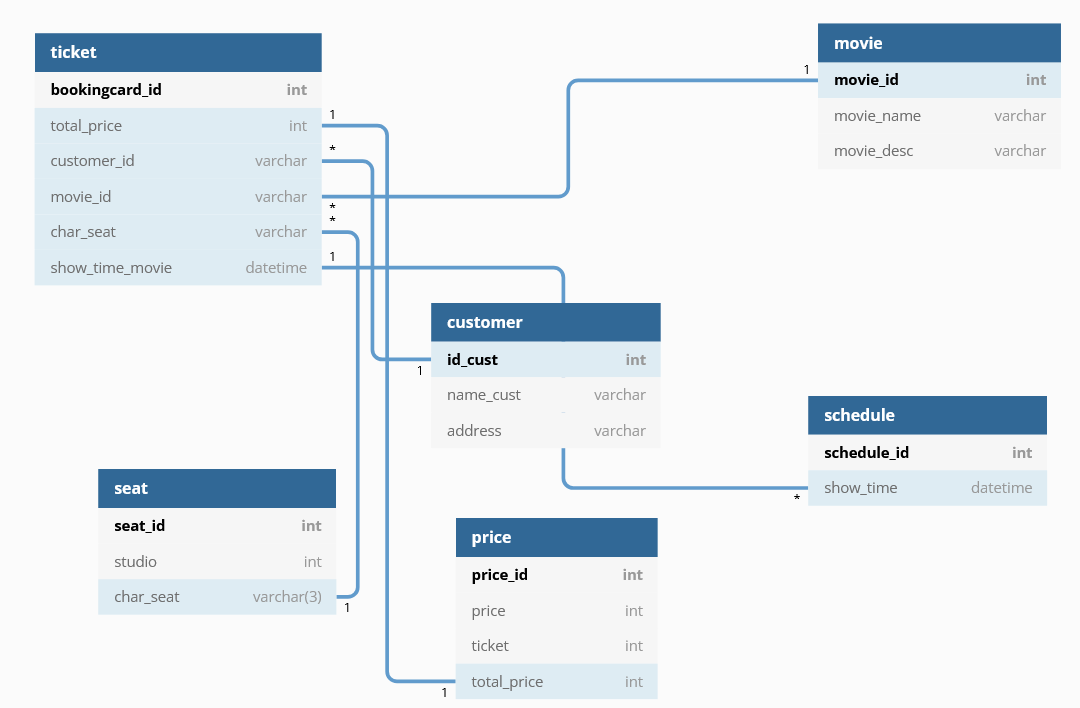 ticket
bookingcard_id int
total_price int
customer_id varchar
movie_id varchar
char_seat varchar
show_time_movie datetime
1
*
*
*
1
movie
1
movie_id int
movie_name varchar
movie_desc varchar
customer
id_cust int
1
name_cust varchar
address varchar
schedule
schedule_id int
show_time datetime
*
seat
seat_id int
studio int
char_seat varchar(3)
1
price
price_id int
price int
ticket int
total_price int
1